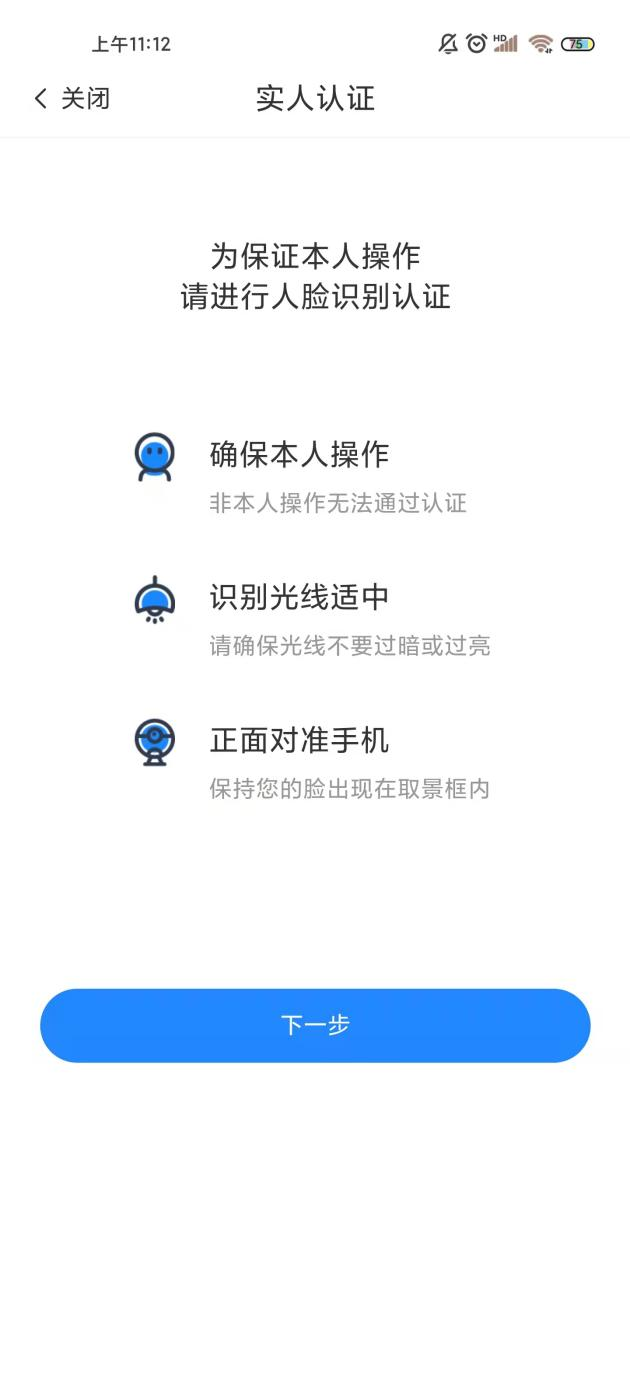 上午11:12
HD
75
关闭
实人认证
为保证本人操作
请进行人脸识别认证
确保本人操作
非本人操作无法通过认证
识别光线适中
请确保光线不要过暗或过亮
正面对准手机
保持您的脸出现在取景框内
下一步